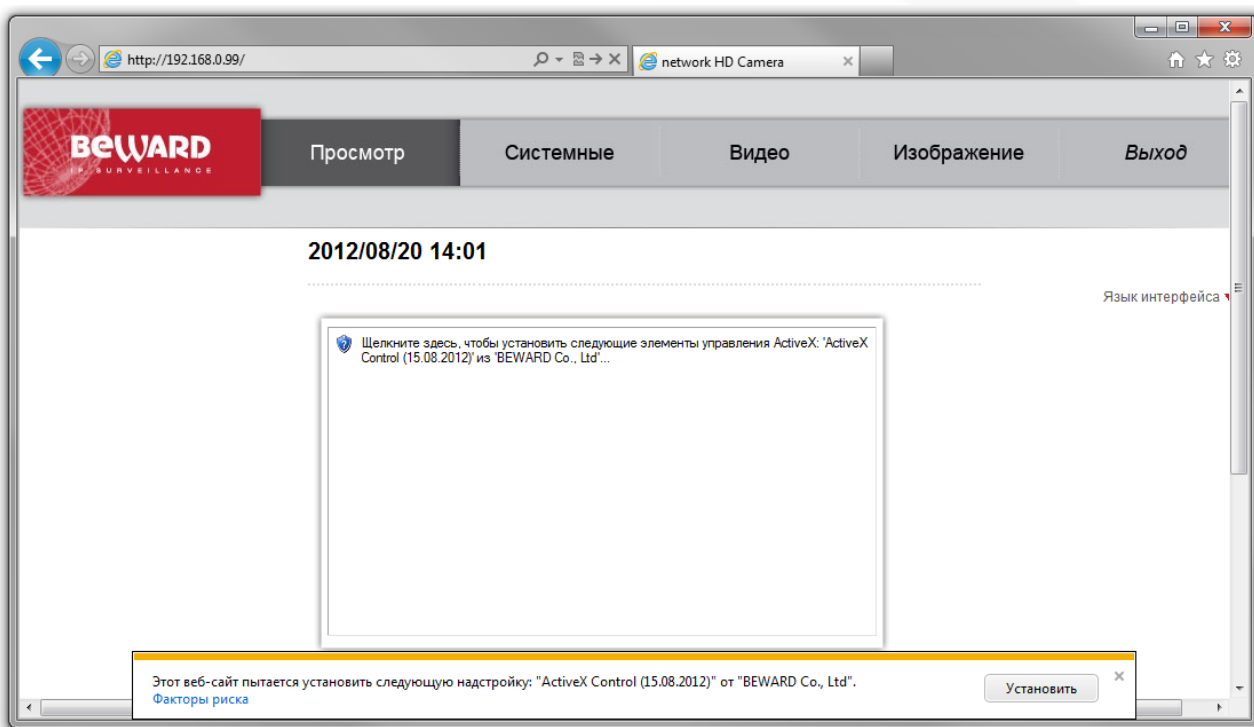 http://192.168.0.99/
network HD Camera
BEWARD
IP SURVEILLANCE
Просмотр
Системные
Видео
Изображение
Выход
2012/08/20 14:01
Язык интерфейса
Щелкните здесь, чтобы установить следующие элементы управления ActiveX: 'ActiveX
Control (15.08.2012)' из 'BEWARD Co., Ltd'...
Этот веб-сайт пытается установить следующую надстройку: "ActiveX Control (15.08.2012)" от "BEWARD Co., Ltd".
Факторы риска
Установить